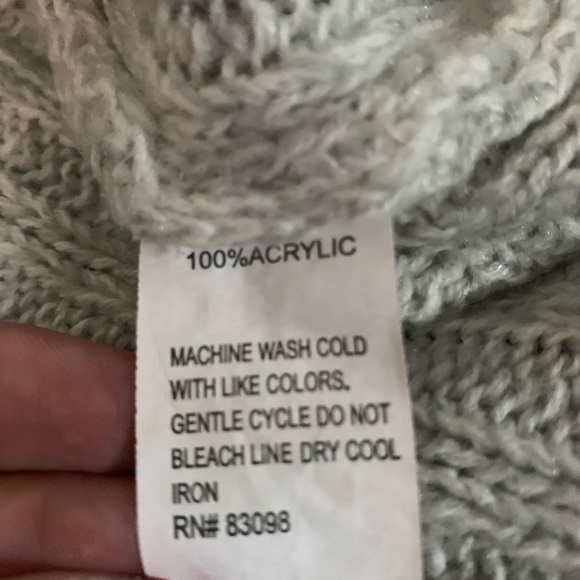 100%ACRYLIC
MACHINE WASH COLD
WITH LIKE COLORS.
GENTLE CYCLE DO NOT
BLEACH LINE DRY COOL
IRON
RN# 83098